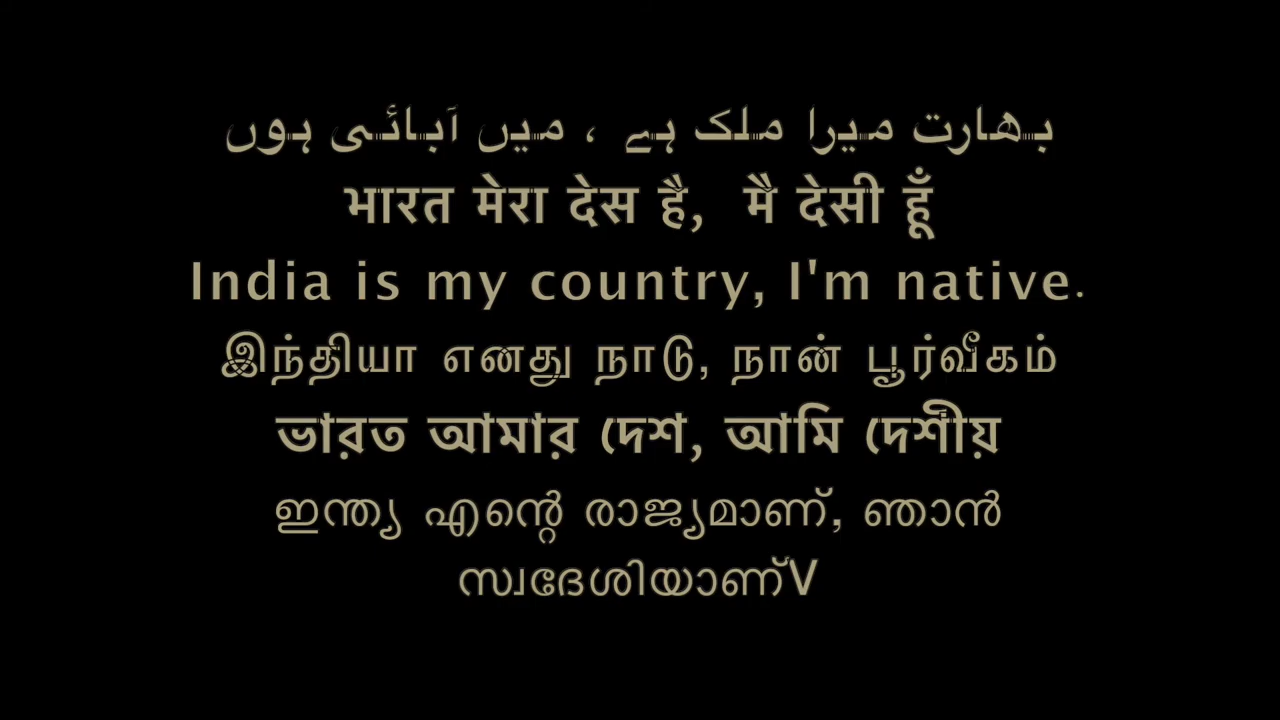 بھارت میرا ملک ہے ، میں آبائی ہوں
भारत मेरा देस है, मै देसी हूँ
India is my country, I'm native.
இந்தியா எனது நாடு, நான் பூர்வீகம்
ভারত আমার দেশ, আমি দেশীয়
ഇന്ത്യ എന്റെ രാജ്യമാണ്, ഞാൻ
സ്വദേശിയാണ്V